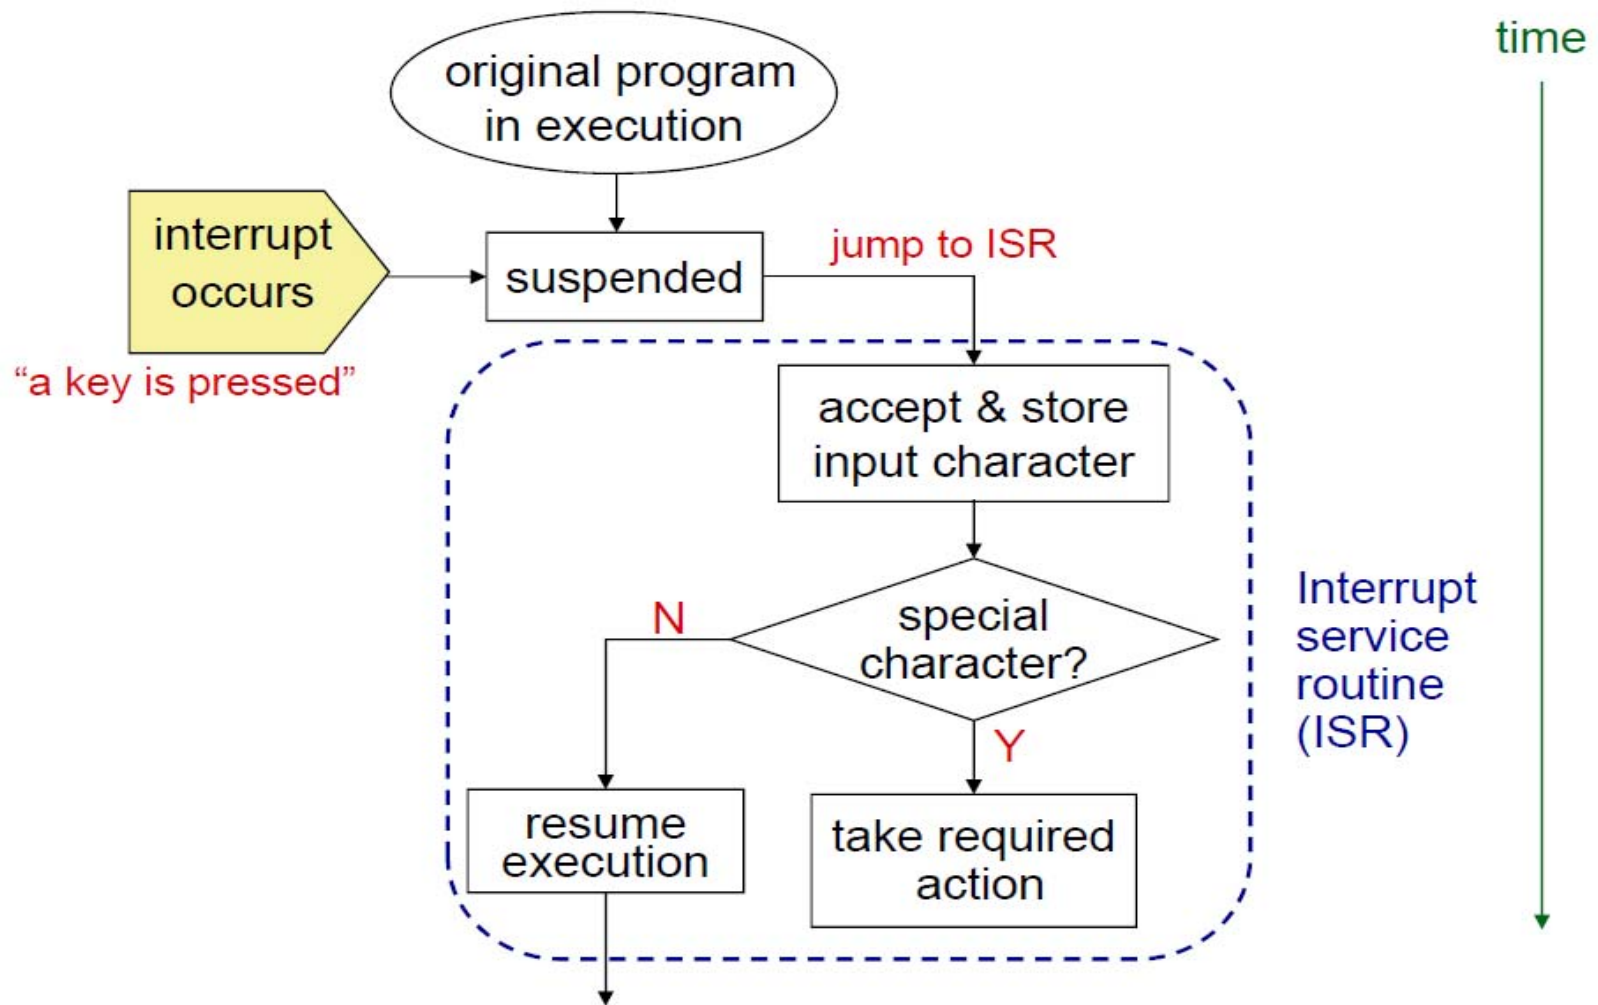 original program
in execution
time
interrupt
occurs
suspended
jump to ISR
“a key is pressed”
accept & store
input character
special
character?
N
Y
Interrupt
service
routine
(ISR)
resume
execution
take required
action